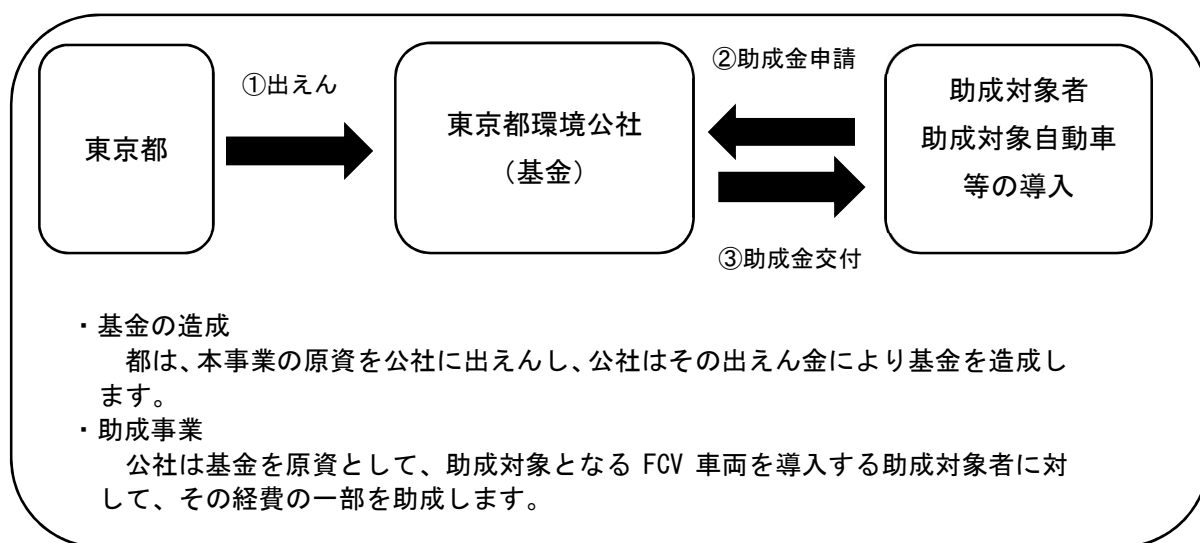 東京都
①出えん
東京都環境公社
（基金）
②助成金申請
③助成金交付
助成対象者
助成対象自動車
等の導入
・基金の造成
都は、本事業の原資を公社に出えんし、公社はその出えん金により基金を造成し
ます。
・助成事業
公社は基金を原資として、助成対象となる FCV 車両を導入する助成対象者に対
して、その経費の一部を助成します。